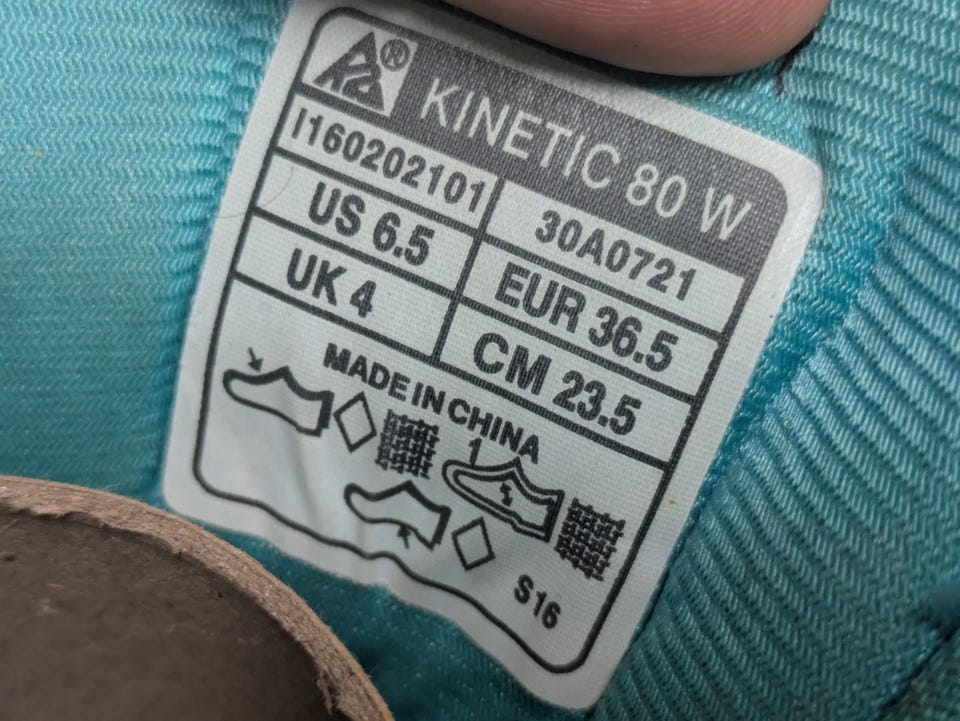 K2® KINETIC 80 W
I160202101 30A0721
US 6.5 EUR 36.5
UK 4 CM 23.5
MADE IN CHINA
1
S16